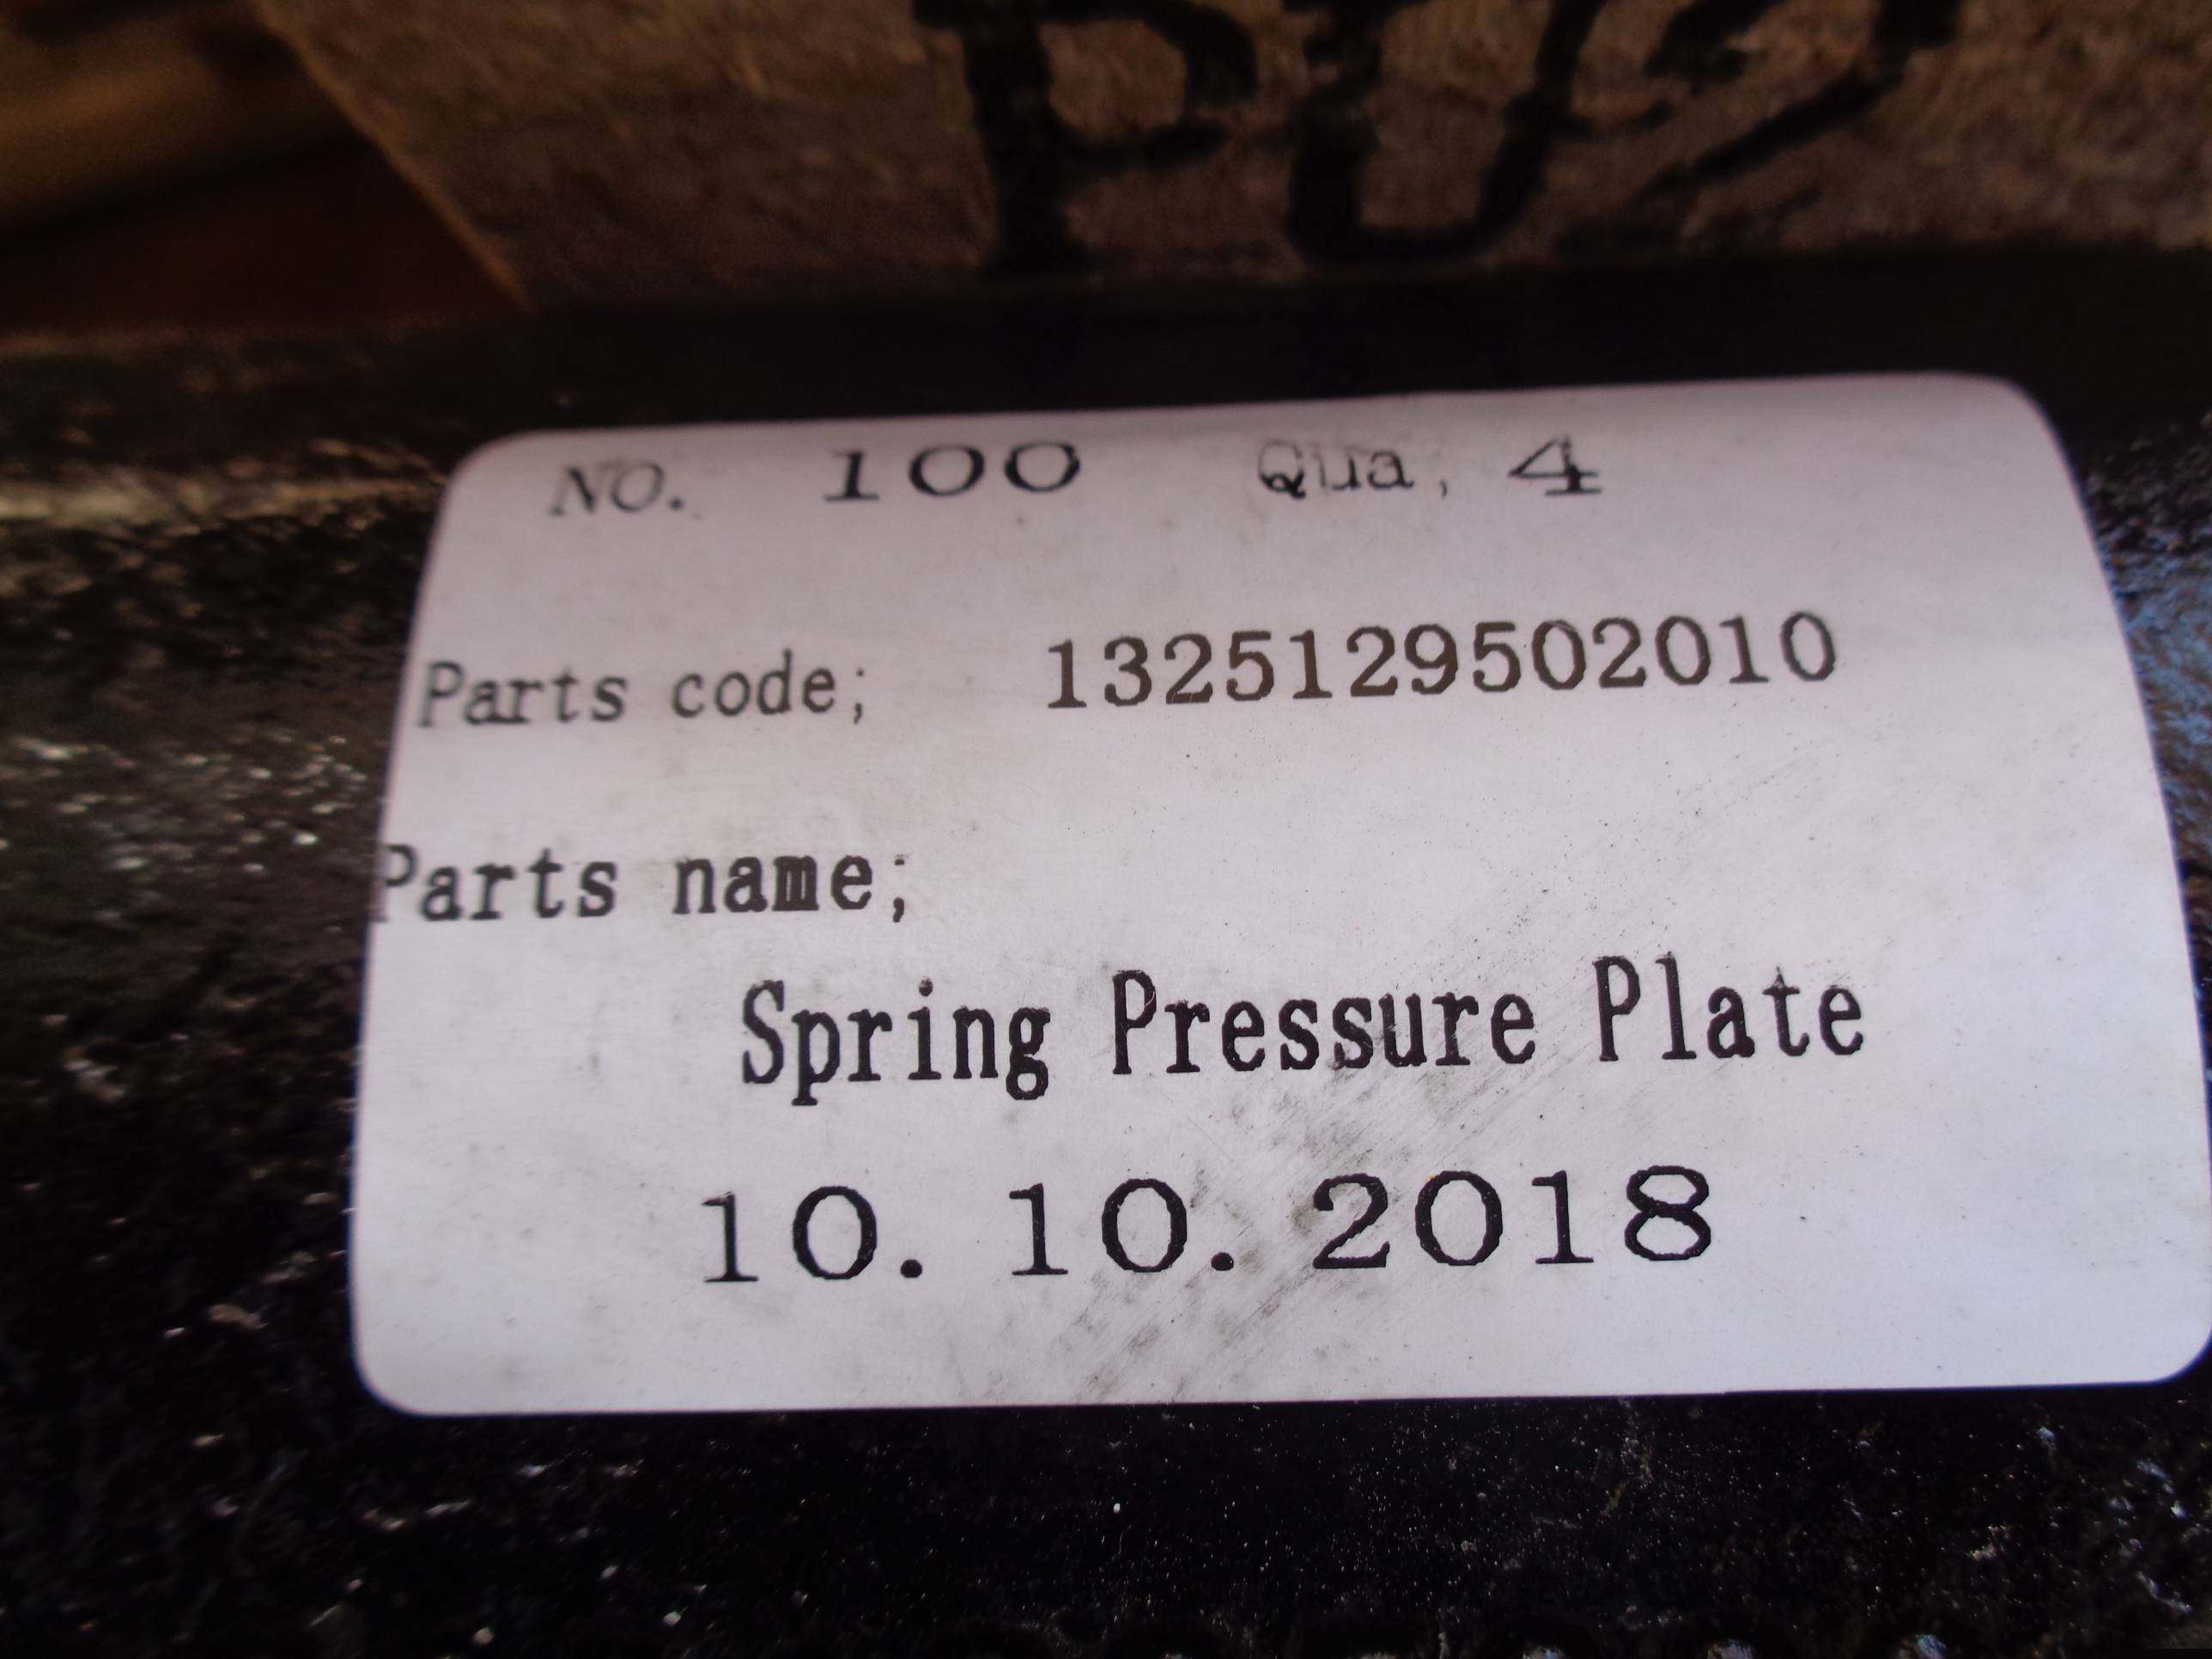 NO. 100 Qua, 4
Parts code; 1325129502010
Parts name;
Spring Pressure Plate
10. 10. 2018